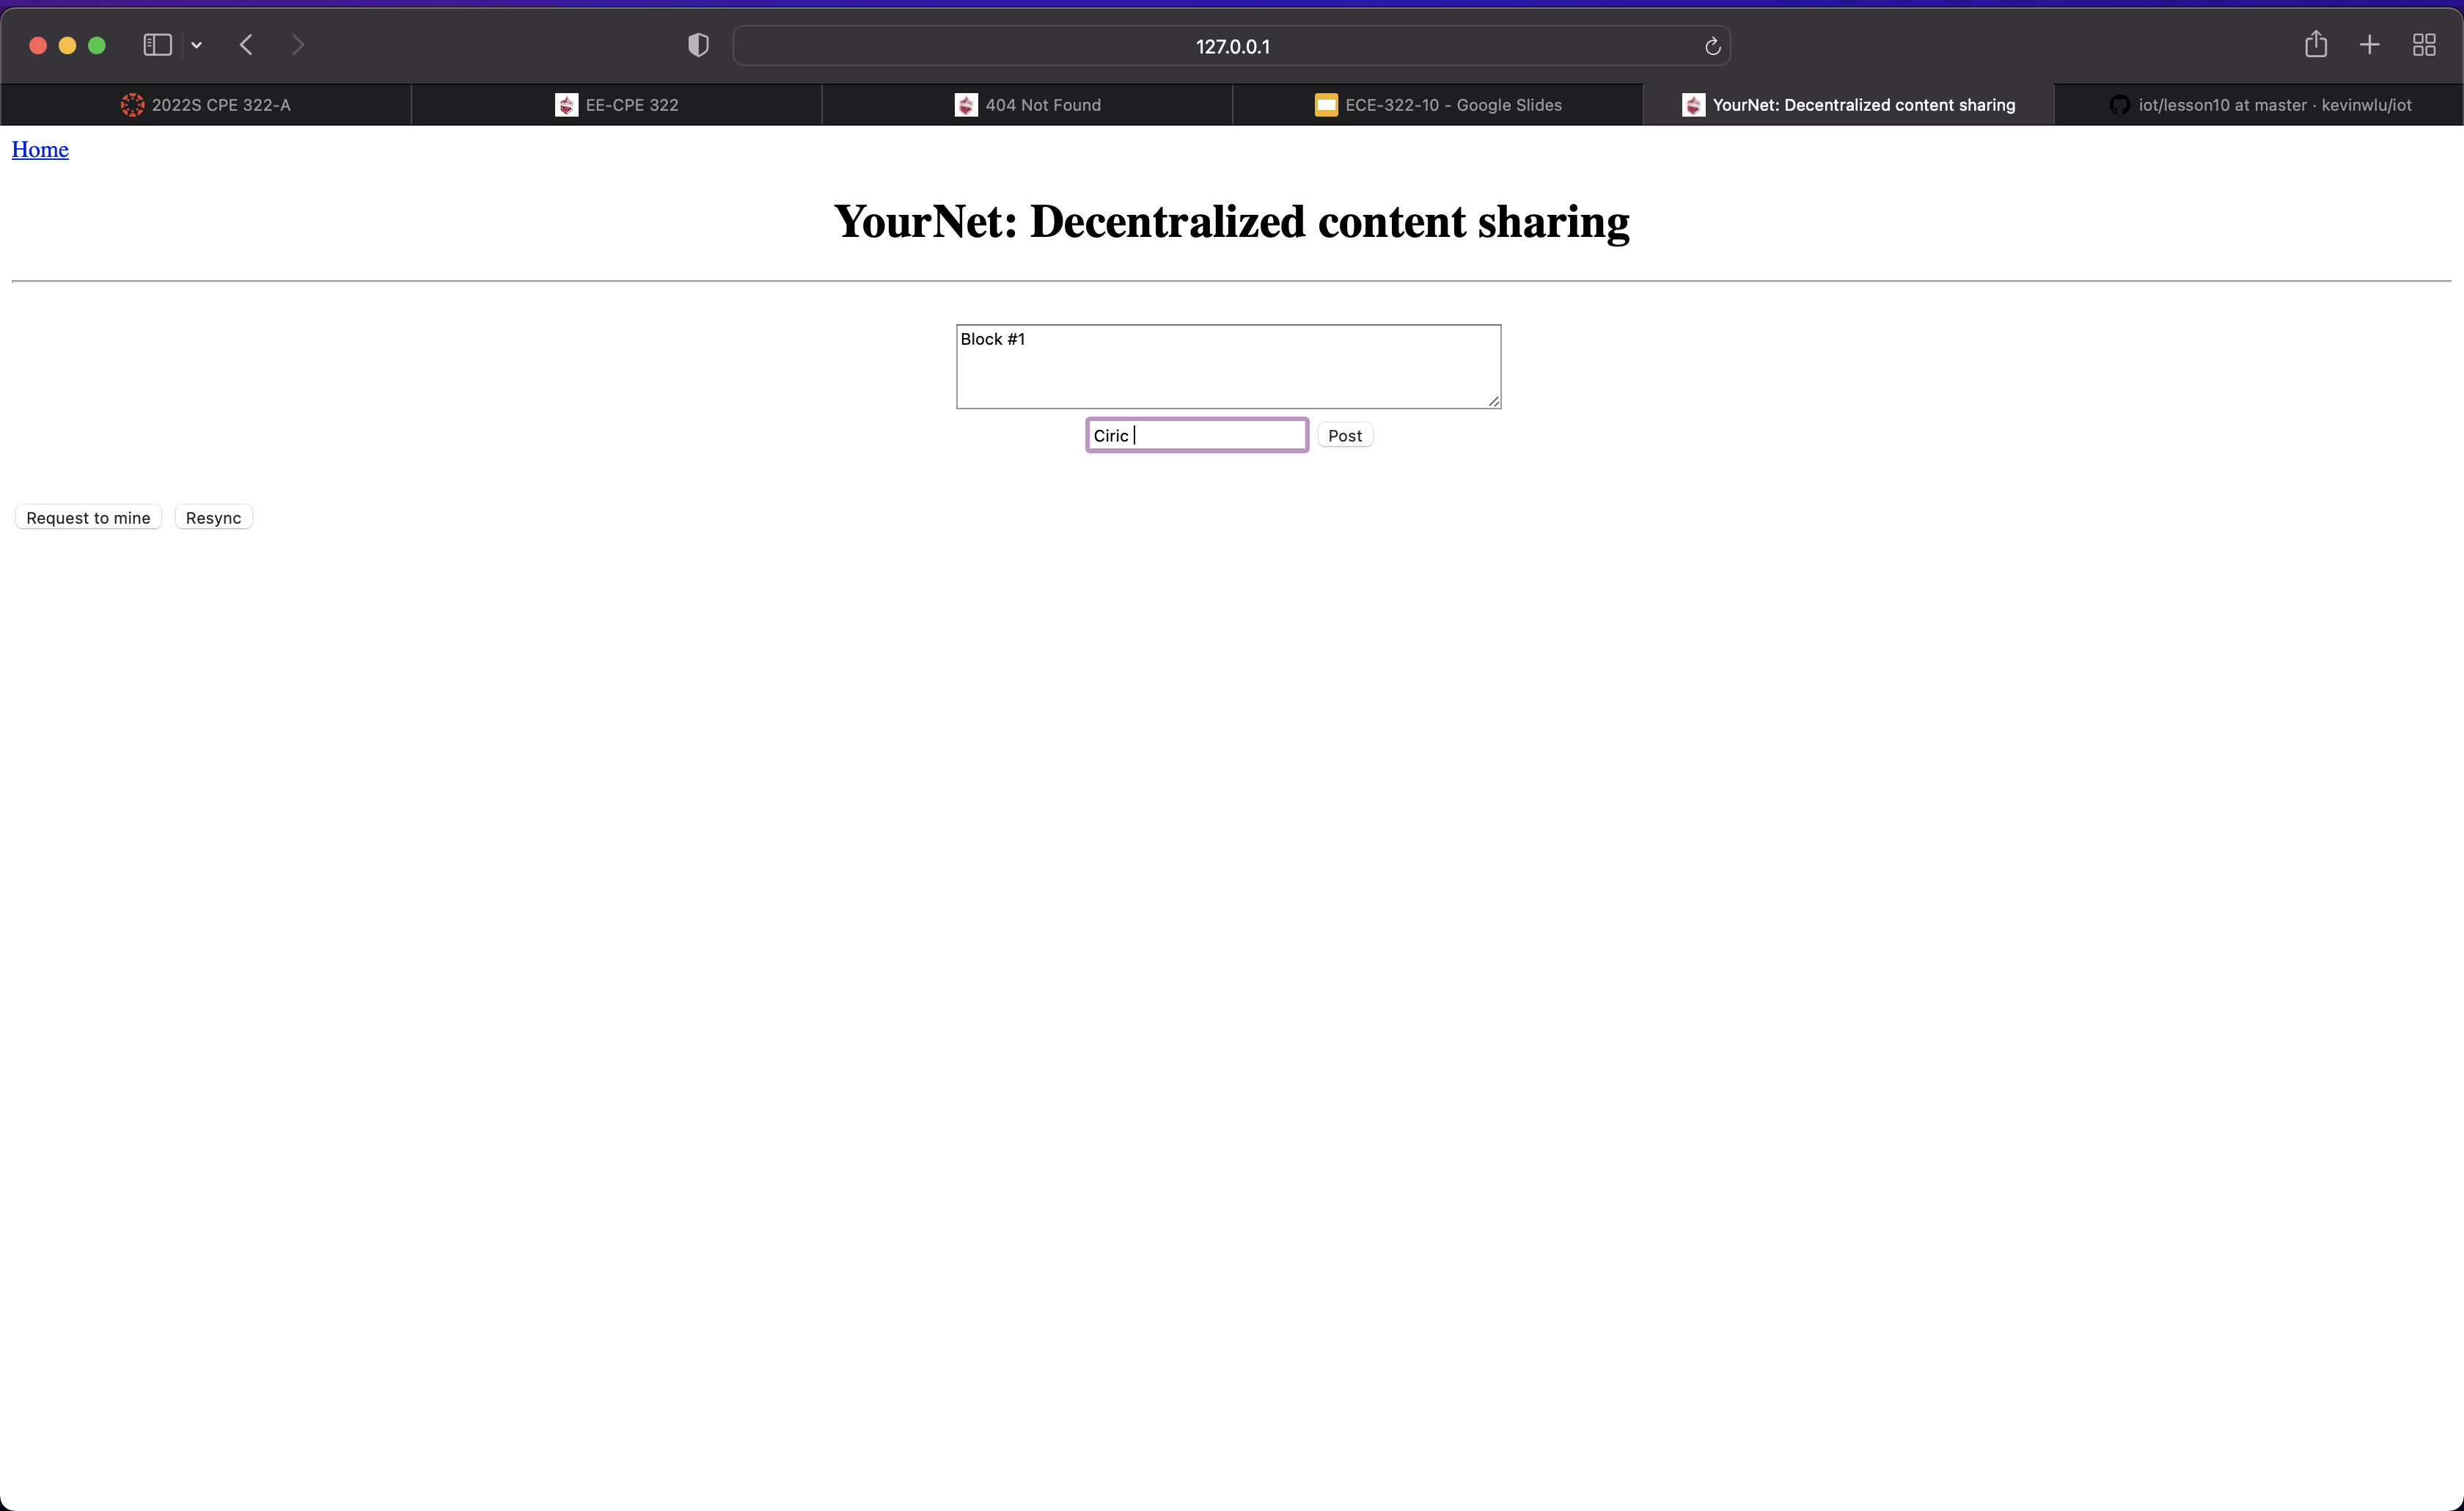 127.0.0.1
2022S CPE 322-A
EE-CPE 322
404 Not Found
ECE-322-10 - Google Slides
YourNet: Decentralized content sharing
iot/lesson10 at master · kevinwlu/iot
Home
YourNet: Decentralized content sharing
Block #1
Ciric
Post
Request to mine
Resync